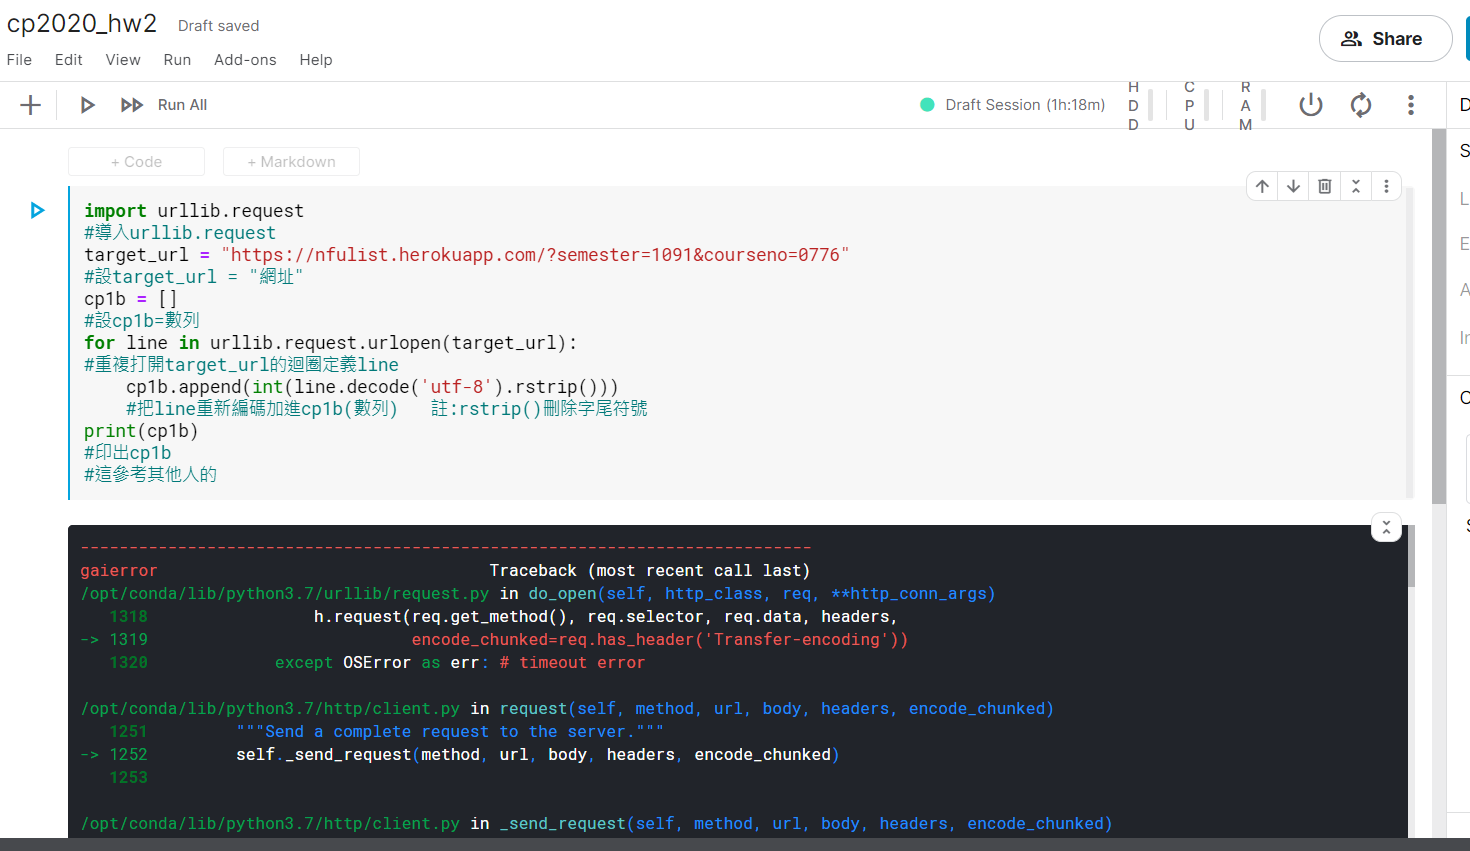 cp2020_hw2 Draft saved
Share
File Edit View Run Add-ons Help
Run All
Draft Session (1h:18m)
HDD
CPU
RAM
+ Code + Markdown
import urllib.request
#導入urllib.request
target_url = "https://nfulist.herokuapp.com/?semester=1091&courseno=0776"
#設target_url = "網址"
cp1b = []
#設cp1b=數列
for line in urllib.request.urlopen(target_url):
#重複打開target_url的迴圈定義line
cp1b.append(int(line.decode('utf-8').rstrip()))
#把line重新編碼加進cp1b(數列) 註:rstrip()刪除字尾符號
print(cp1b)
#印出cp1b
#這參考其他人的
---------------------------------------------------------------------------
gaierror Traceback (most recent call last)
/opt/conda/lib/python3.7/urllib/request.py in do_open(self, http_class, req, **http_conn_args)
1318 h.request(req.get_method(), req.selector, req.data, headers,
-> 1319 encode_chunked=req.has_header('Transfer-encoding'))
1320 except OSError as err: # timeout error
/opt/conda/lib/python3.7/http/client.py in request(self, method, url, body, headers, encode_chunked)
1251 """Send a complete request to the server."""
-> 1252 self._send_request(method, url, body, headers, encode_chunked)
1253
/opt/conda/lib/python3.7/http/client.py in _send_request(self, method, url, body, headers, encode_chunked)